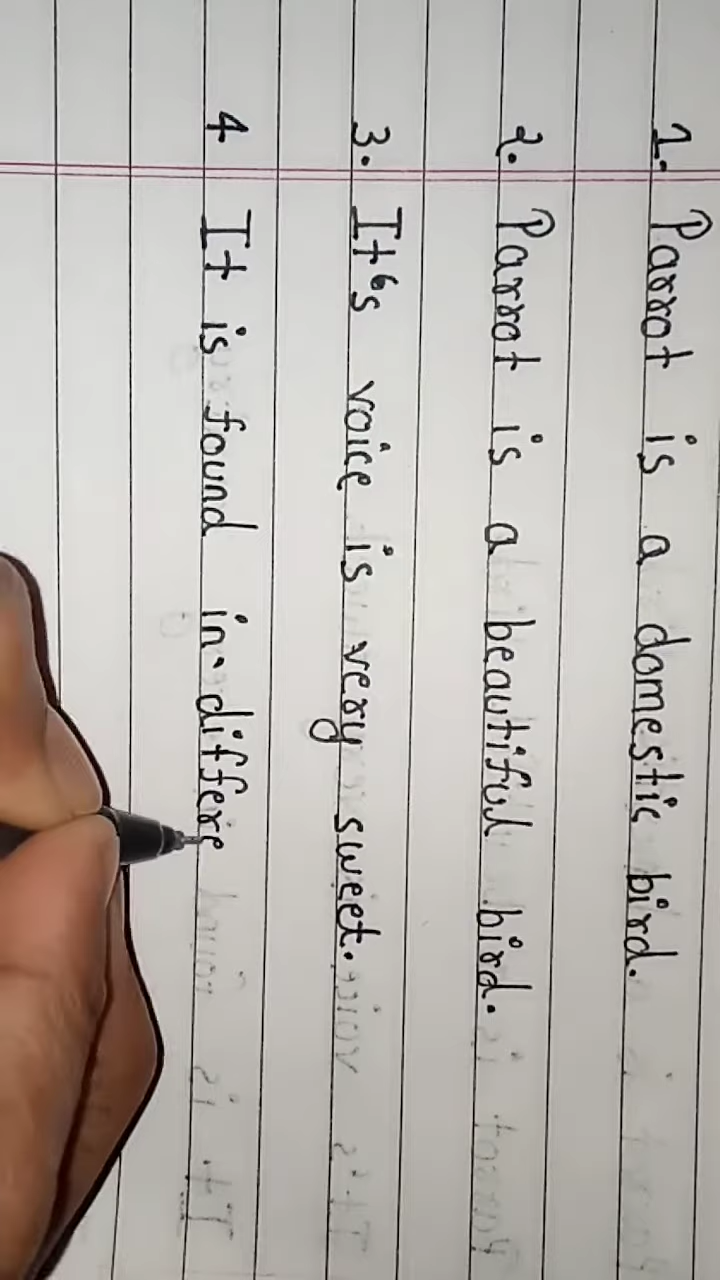 1. Parrot is a domestic bird.
2. Parrot is a beautiful bird.
3. It‘s voice is very sweet.
4 It is found in differe